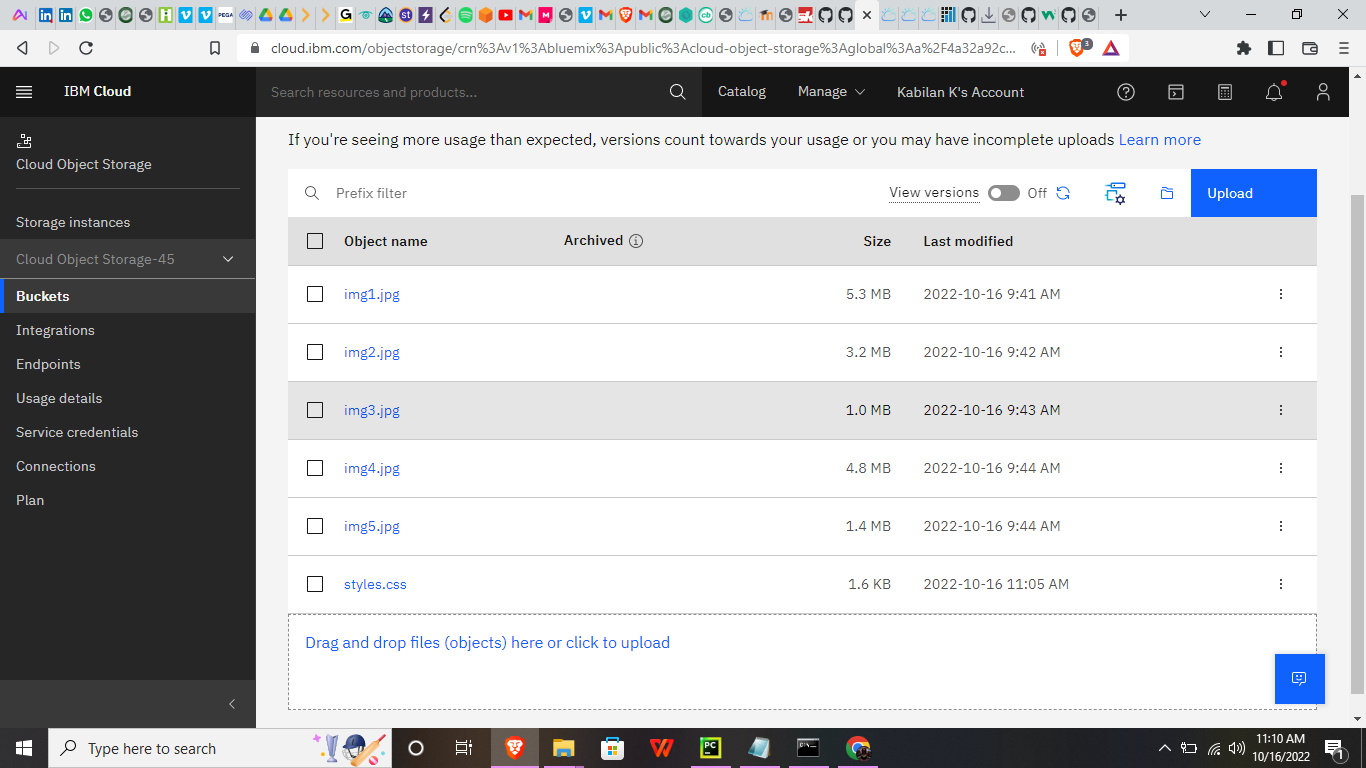 cloud.ibm.com/objectstorage/crn%3Av1%3Abluemix%3Apublic%3Acloud-object-storage%3Aglobal%3Aa%2F4a32a92c...
3
IBM Cloud
Search resources and products...
Catalog
Manage
Kabilan K's Account
Cloud Object Storage
Storage instances
Cloud Object Storage-45
Buckets
Integrations
Endpoints
Usage details
Service credentials
Connections
Plan
If you're seeing more usage than expected, versions count towards your usage or you may have incomplete uploads Learn more
Prefix filter
View versions
Off
Upload
Object name Archived Size Last modified
img1.jpg 5.3 MB 2022-10-16 9:41 AM
img2.jpg 3.2 MB 2022-10-16 9:42 AM
img3.jpg 1.0 MB 2022-10-16 9:43 AM
img4.jpg 4.8 MB 2022-10-16 9:44 AM
img5.jpg 1.4 MB 2022-10-16 9:44 AM
styles.css 1.6 KB 2022-10-16 11:05 AM
Drag and drop files (objects) here or click to upload
Type here to search
PC
11:10 AM
10/16/2022
1